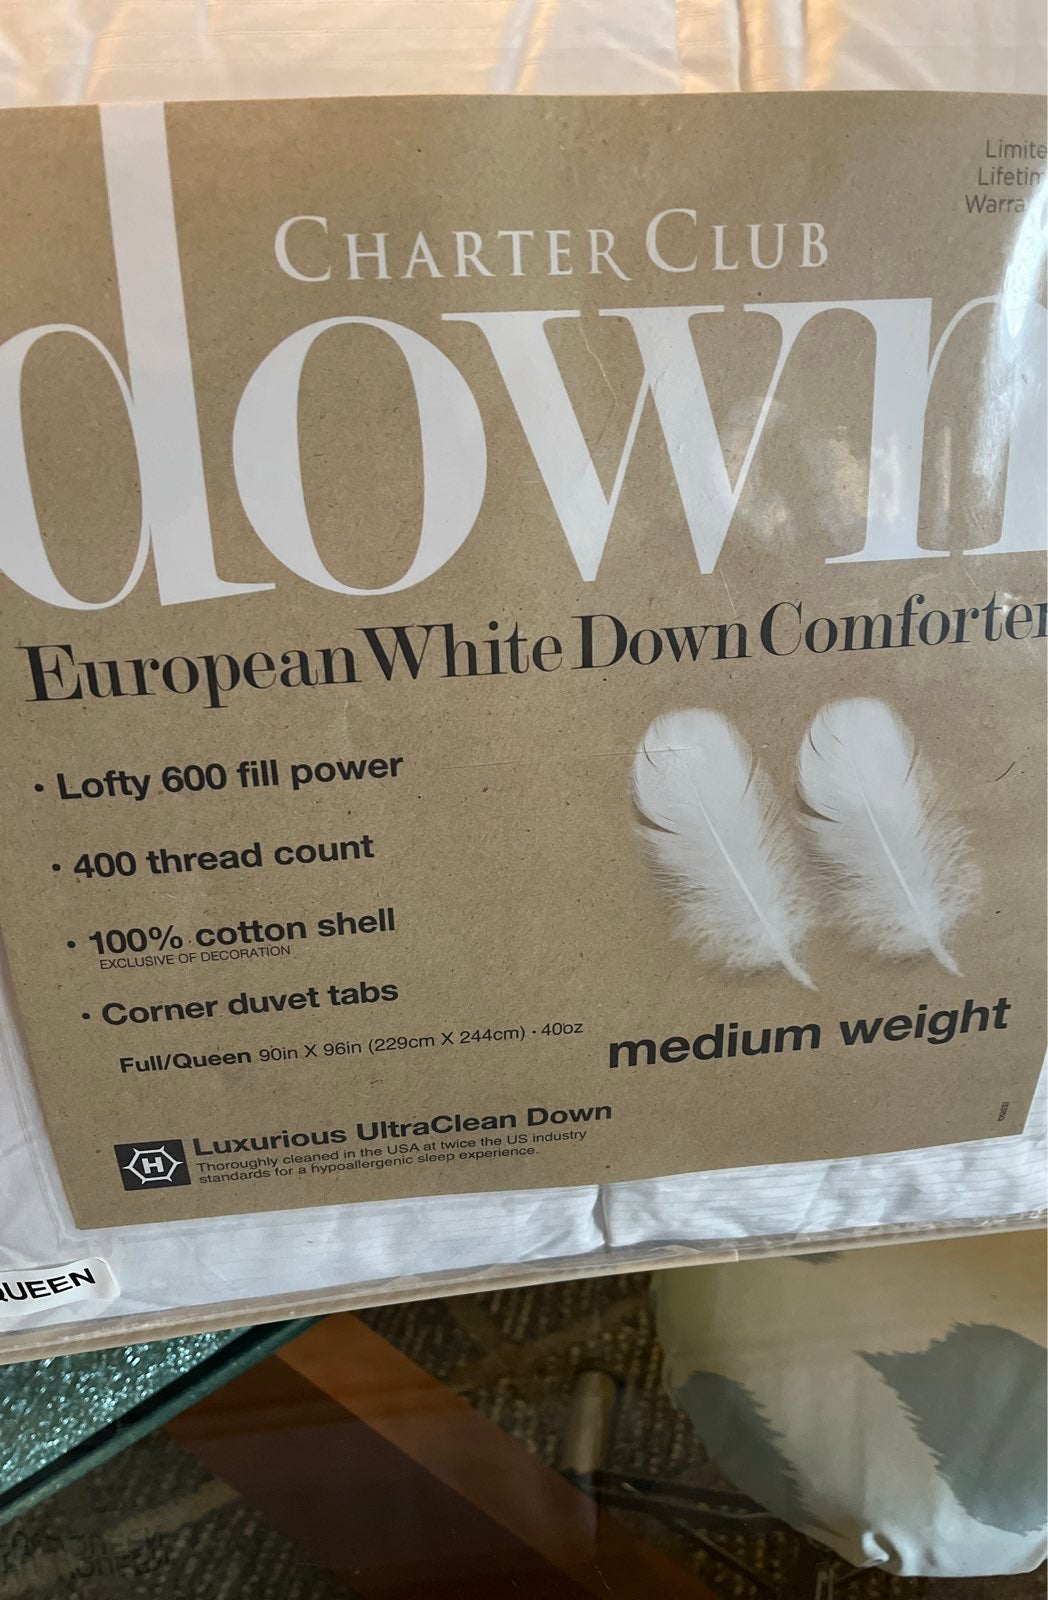 Limite
Lifetim
Warra
CHARTER CLUB
down
European White Down Comforter
• Lofty 600 fill power
• 400 thread count
• 100% cotton shell
EXCLUSIVE OF DECORATION
• Corner duvet tabs
Full/Queen 90in X 96in (229cm X 244cm) · 40oz
medium weight
H
Luxurious UltraClean Down
Thoroughly cleaned in the USA at twice the US industry
standards for a hypoallergenic sleep experience.
QUEEN